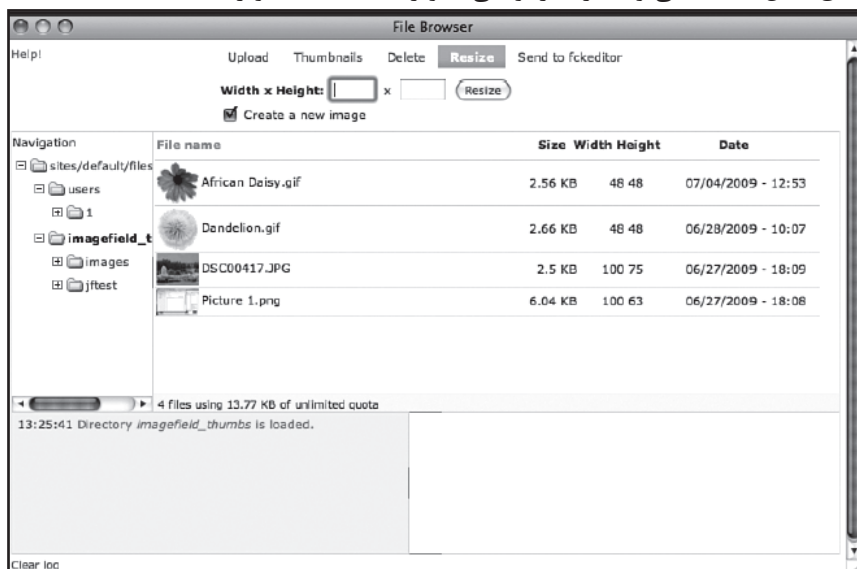 File Browser
Help!
Upload Thumbnails Delete Resize Send to fckeditor
Width x Height: x Resize
Create a new image
Navigation
File name Size Width Height Date
sites/default/files
users
1
imagefield_t
images
jftest
African Daisy.gif 2.56 KB 48 48 07/04/2009 - 12:53
Dandelion.gif 2.66 KB 48 48 06/28/2009 - 10:07
DSC00417.JPG 2.5 KB 100 75 06/27/2009 - 18:09
Picture 1.png 6.04 KB 100 63 06/27/2009 - 18:08
4 files using 13.77 KB of unlimited quota
13:25:41 Directory imagefield_thumbs is loaded.
Clear log